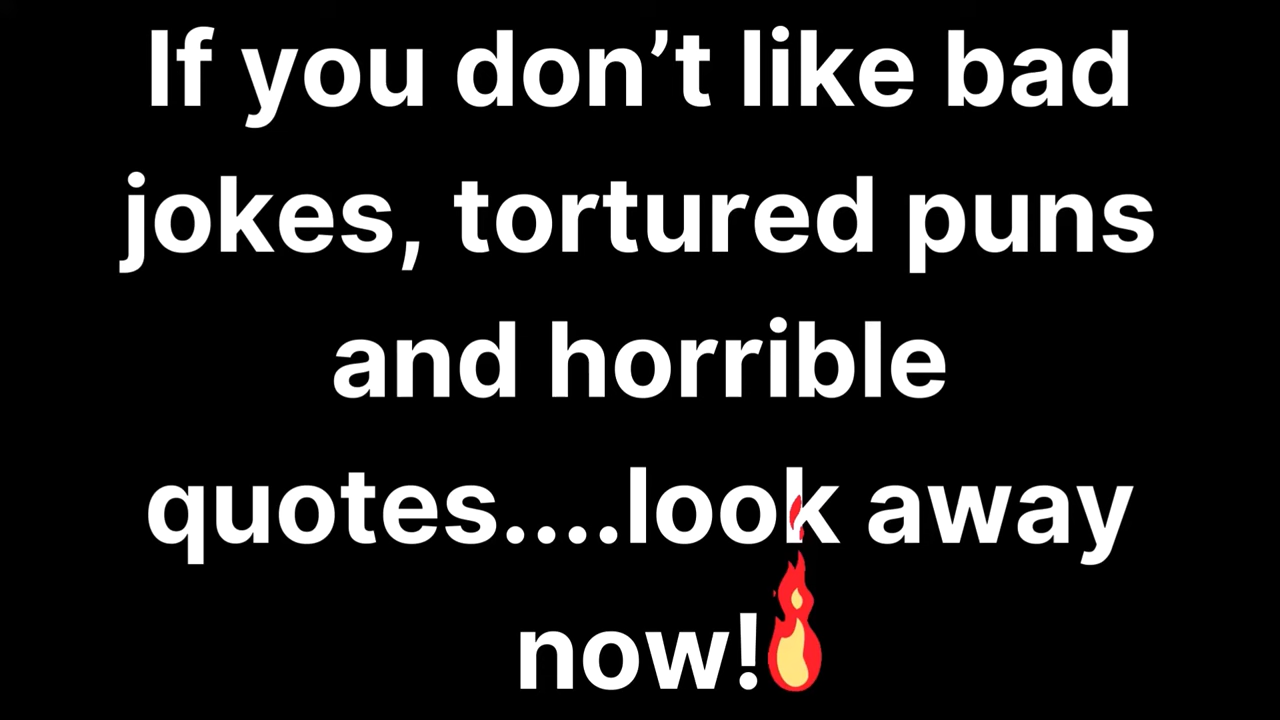 If you don’t like bad
jokes, tortured puns
and horrible
quotes....look away
now!